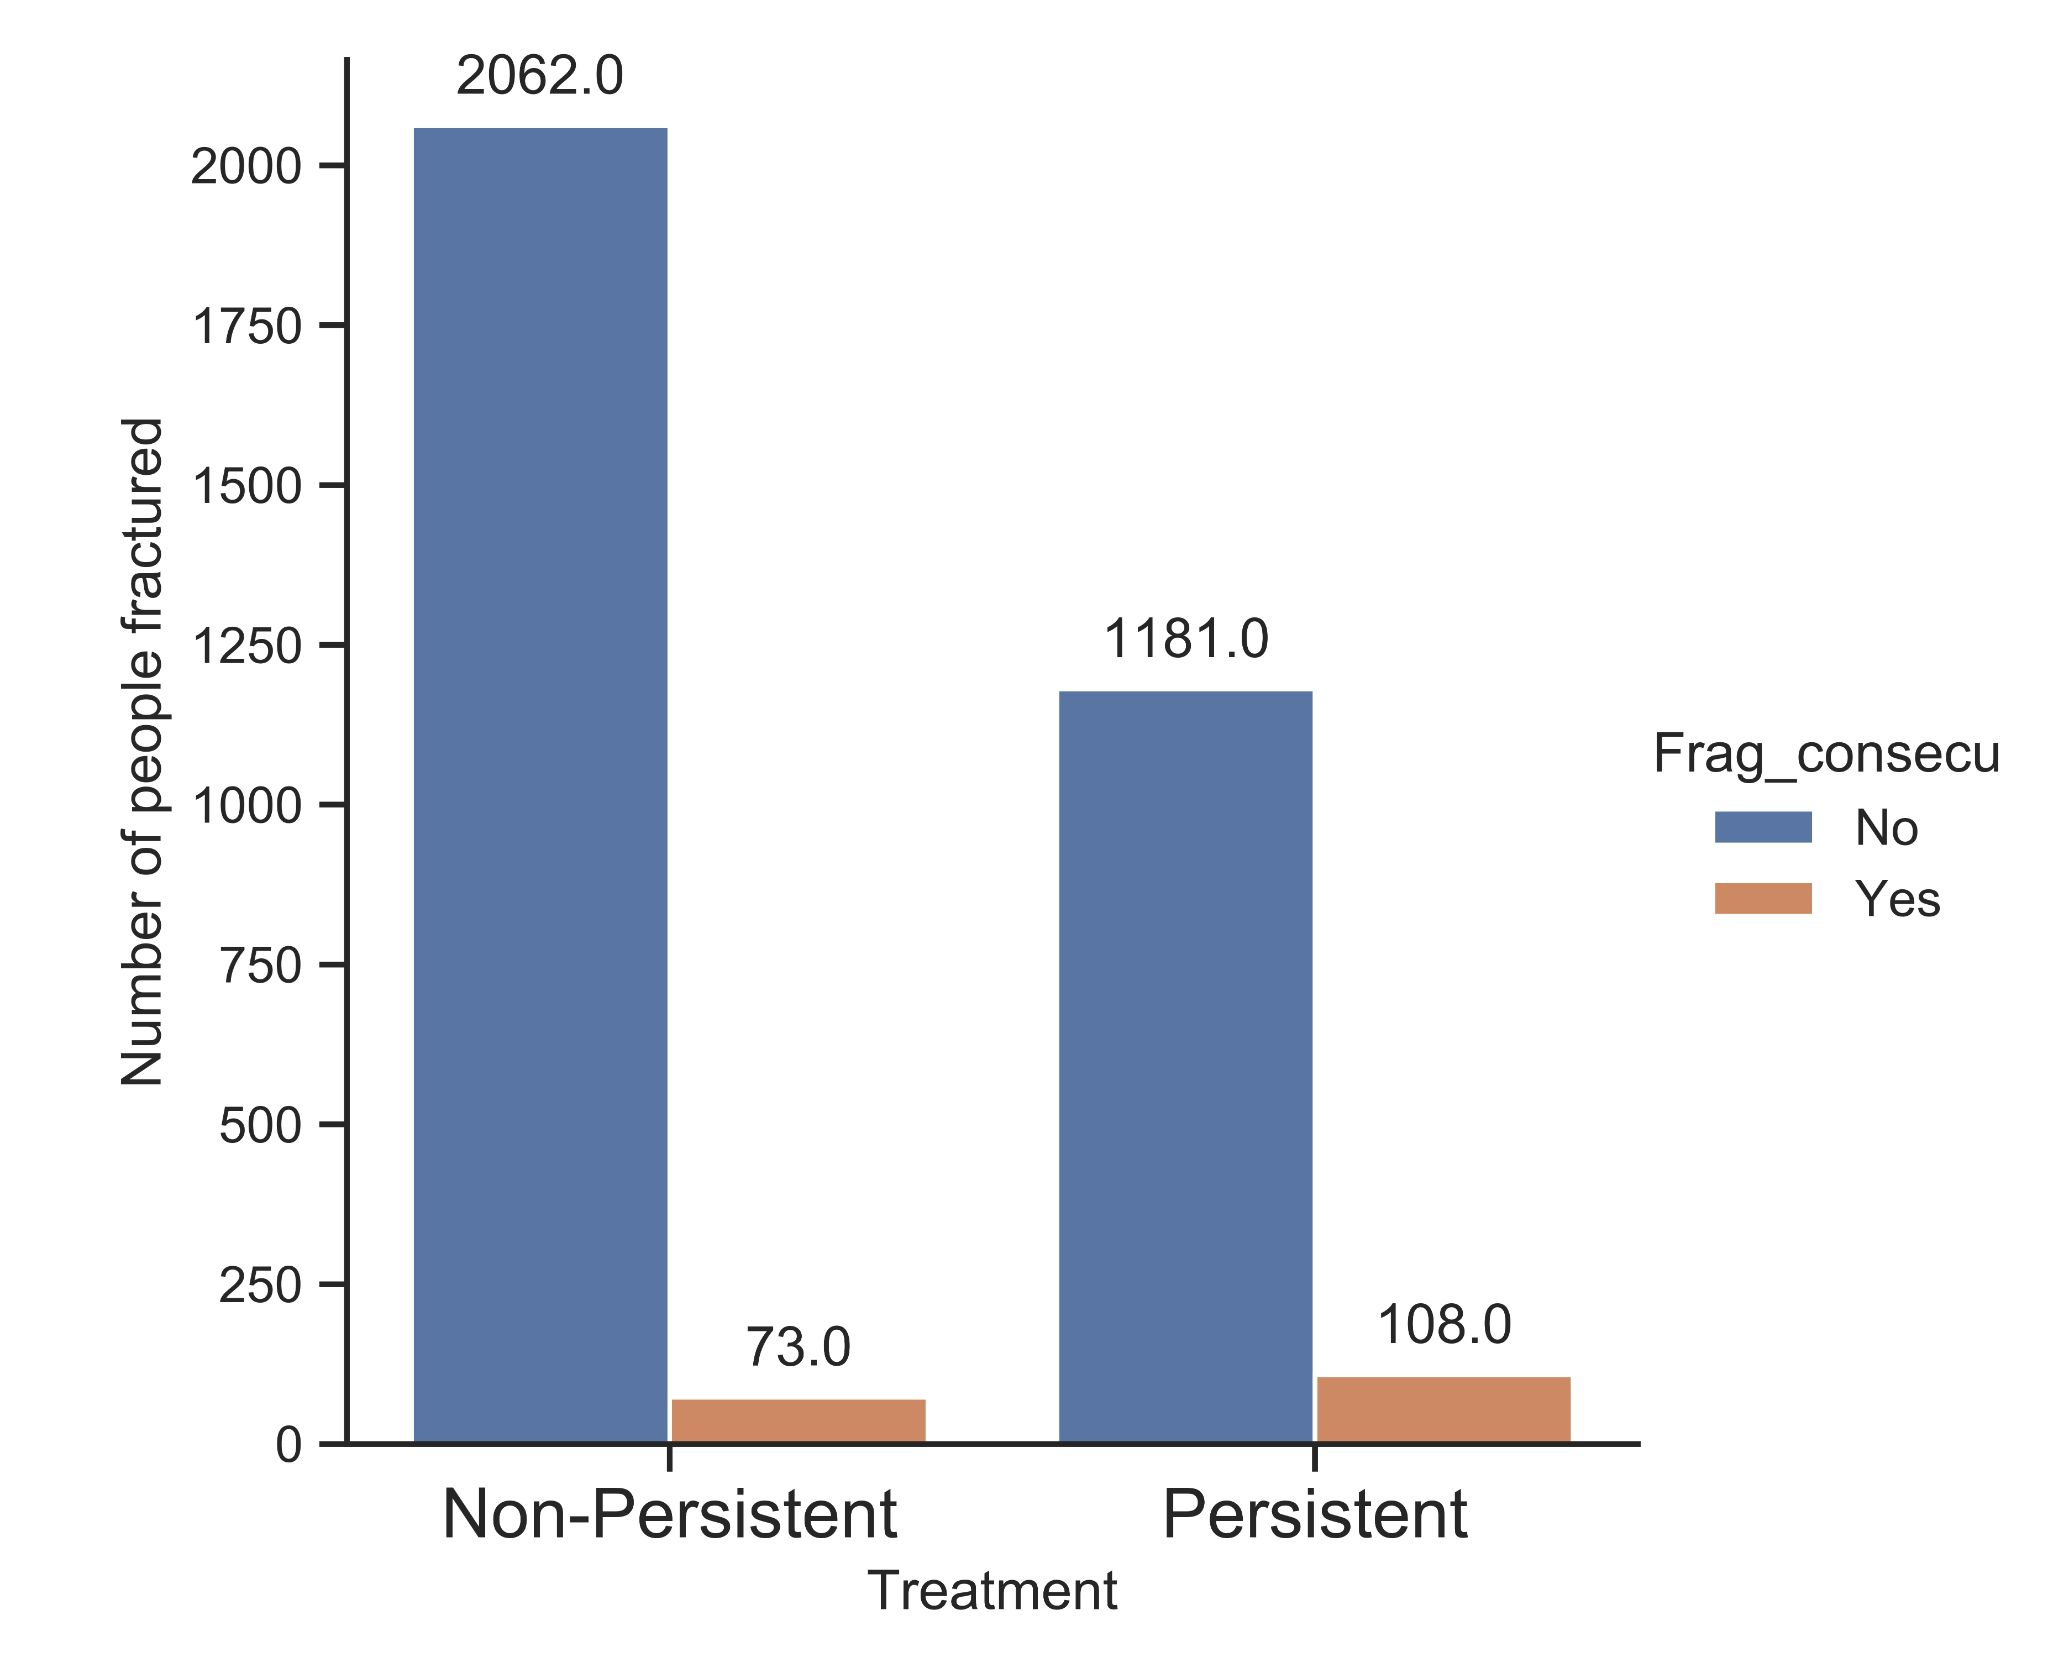 2062.0
2000
1750
1500
1250
1000
750
500
250
0
Number of people fractured
1181.0
73.0
108.0
Non-Persistent
Persistent
Treatment
Frag_consecu
No
Yes